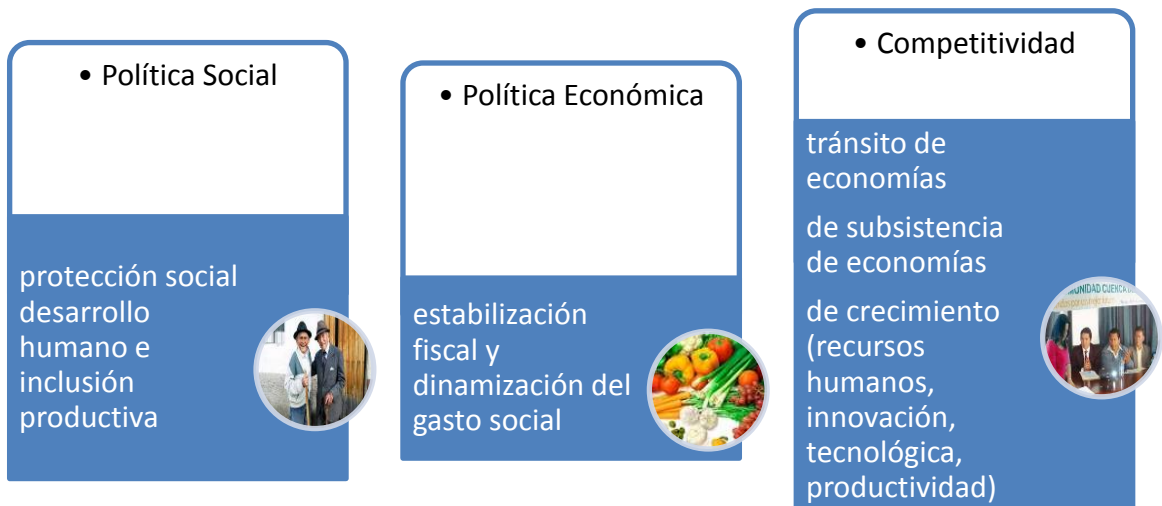 • Política Social
protección social
desarrollo
humano e
inclusión
productiva
• Política Económica
estabilización
fiscal y
dinamización del
gasto social
• Competitividad
tránsito de
economías
de subsistencia
de economías
de crecimiento
(recursos
humanos,
innovación,
tecnológica,
productividad)